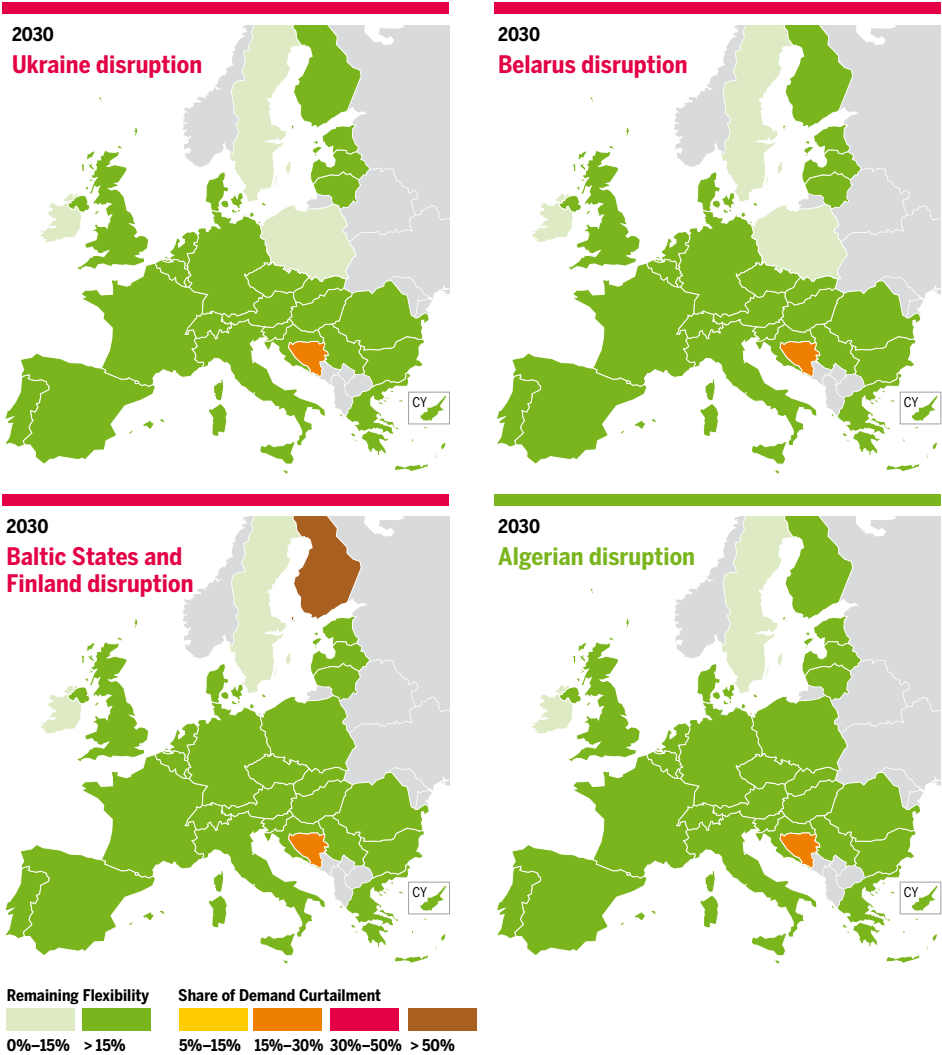 2030
Ukraine disruption
CY
2030
Belarus disruption
CY
2030
Baltic States and
Finland disruption
CY
2030
Algerian disruption
CY
Remaining Flexibility
0%–15% > 15%
Share of Demand Curtailment
5%–15% 15%–30% 30%–50% > 50%